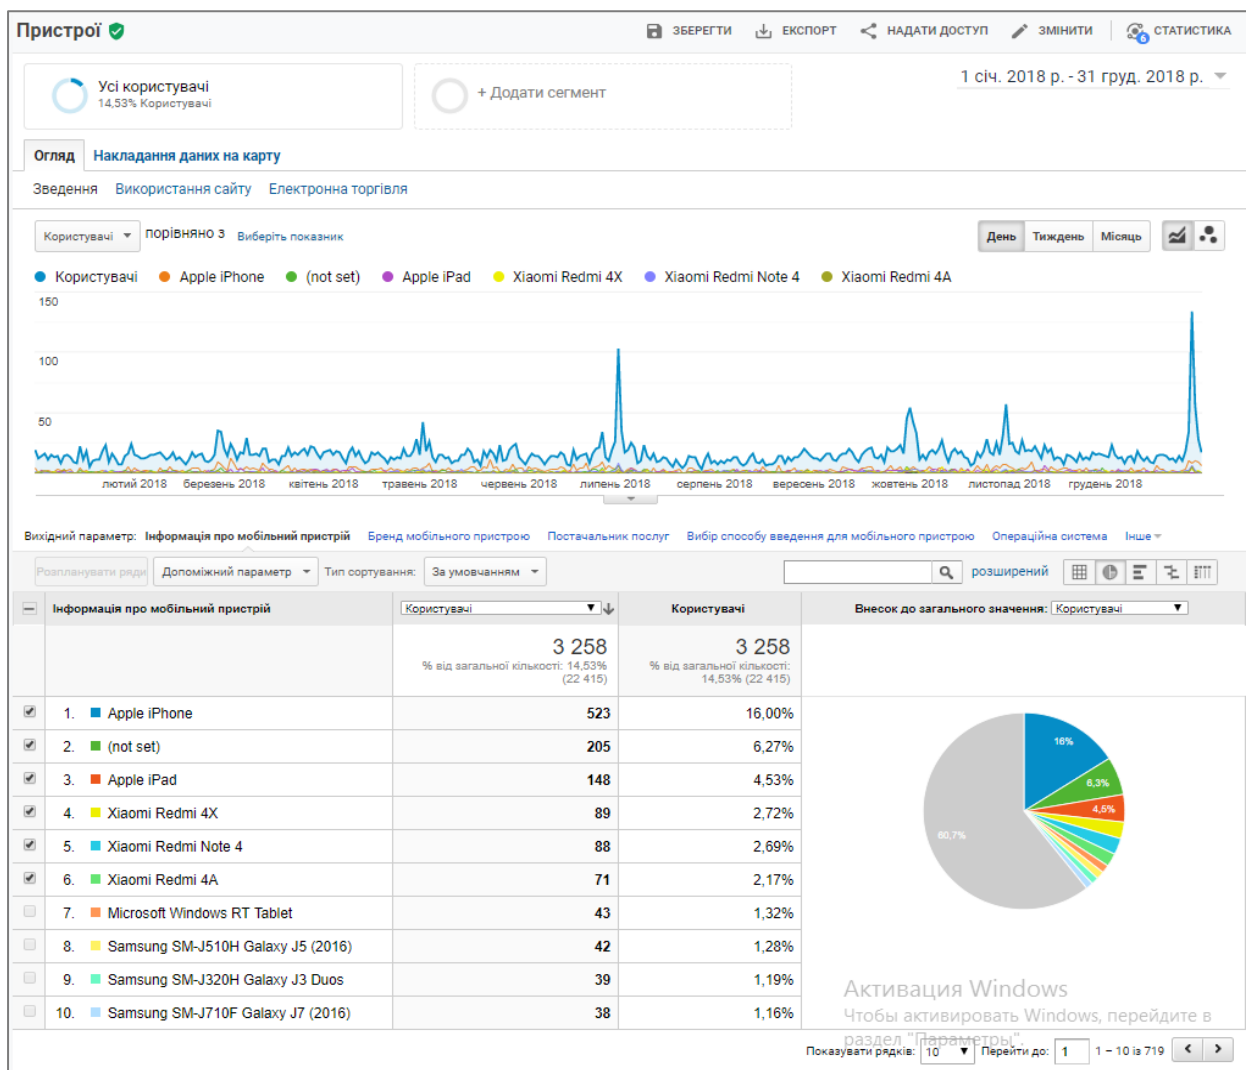 Пристрої
ЗБЕРЕГТИ ЕКСПОРТ НАДАТИ ДОСТУП ЗМІНИТИ 6 СТАТИСТИКА
Усі користувачі
14,53% Користувачі
+ Додати сегмент
1 січ. 2018 р. - 31 груд. 2018 р.
Огляд Накладання даних на карту
Зведення Використання сайту Електронна торгівля
Користувачі порівняно з Виберіть показник
День Тиждень Місяць
Користувачі Apple iPhone (not set) Apple iPad Xiaomi Redmi 4X Xiaomi Redmi Note 4 Xiaomi Redmi 4A
150
100
50
лютий 2018 березень 2018 квітень 2018 травень 2018 червень 2018 липень 2018 серпень 2018 вересень 2018 жовтень 2018 листопад 2018 грудень 2018
Вихідний параметр: Інформація про мобільний пристрій Бренд мобільного пристрою Постачальник послуг Вибір способу введення для мобільного пристрою Операційна система Інше
Розпланувати ряди Допоміжний параметр Тип сортування: За умовчанням розширений
Інформація про мобільний пристрій Користувачі Користувачі Внесок до загального значення: Користувачі
3 258 3 258
% від загальної кількості: 14,53% (22 415) % від загальної кількості: 14,53% (22 415)
1. Apple iPhone 523 16,00%
2. (not set) 205 6,27%
3. Apple iPad 148 4,53%
4. Xiaomi Redmi 4X 89 2,72%
5. Xiaomi Redmi Note 4 88 2,69%
6. Xiaomi Redmi 4A 71 2,17%
7. Microsoft Windows RT Tablet 43 1,32%
8. Samsung SM-J510H Galaxy J5 (2016) 42 1,28%
9. Samsung SM-J320H Galaxy J3 Duos 39 1,19%
10. Samsung SM-J710F Galaxy J7 (2016) 38 1,16%
16%
6,3%
4,5%
60,7%
Активация Windows
Чтобы активировать Windows, перейдите в
раздел "Параметры".
Показувати рядків: 10 Перейти до: 1 1 – 10 із 719